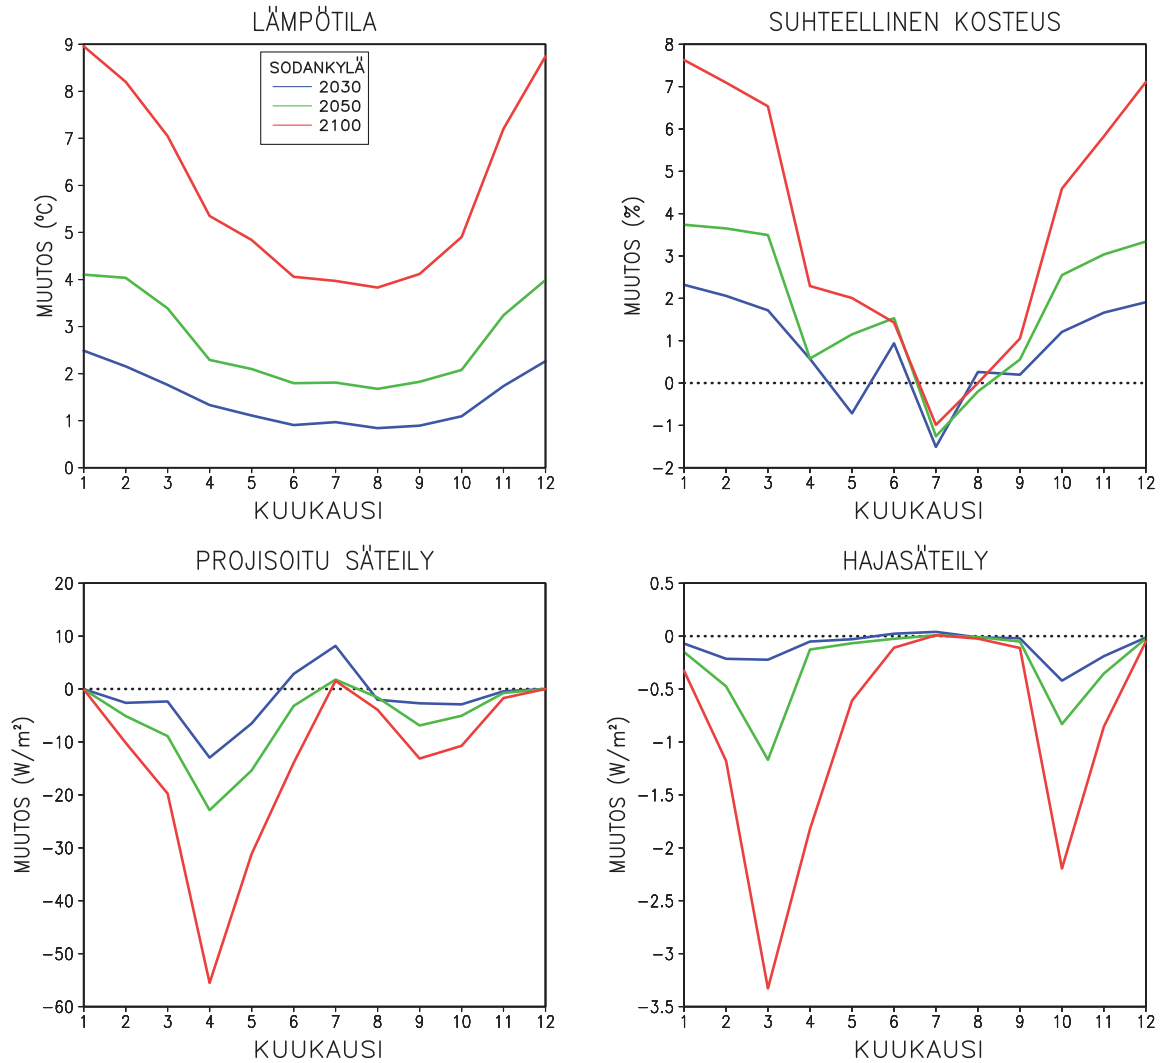 LÄMPÖTILA
MUUTOS (ºC)
9
8
7
6
5
4
3
2
1
0
SODANKYLÄ
2030
2050
2100
1 2 3 4 5 6 7 8 9 10 11 12
KUUKAUSI
SUHTEELLINEN KOSTEUS
MUUTOS (%)
8
7
6
5
4
3
2
1
0
−1
−2
1 2 3 4 5 6 7 8 9 10 11 12
KUUKAUSI
PROJISOITU SÄTEILY
MUUTOS (W/m²)
20
10
0
−10
−20
−30
−40
−50
−60
1 2 3 4 5 6 7 8 9 10 11 12
KUUKAUSI
HAJASÄTEILY
MUUTOS (W/m²)
0.5
0
−0.5
−1
−1.5
−2
−2.5
−3
−3.5
1 2 3 4 5 6 7 8 9 10 11 12
KUUKAUSI